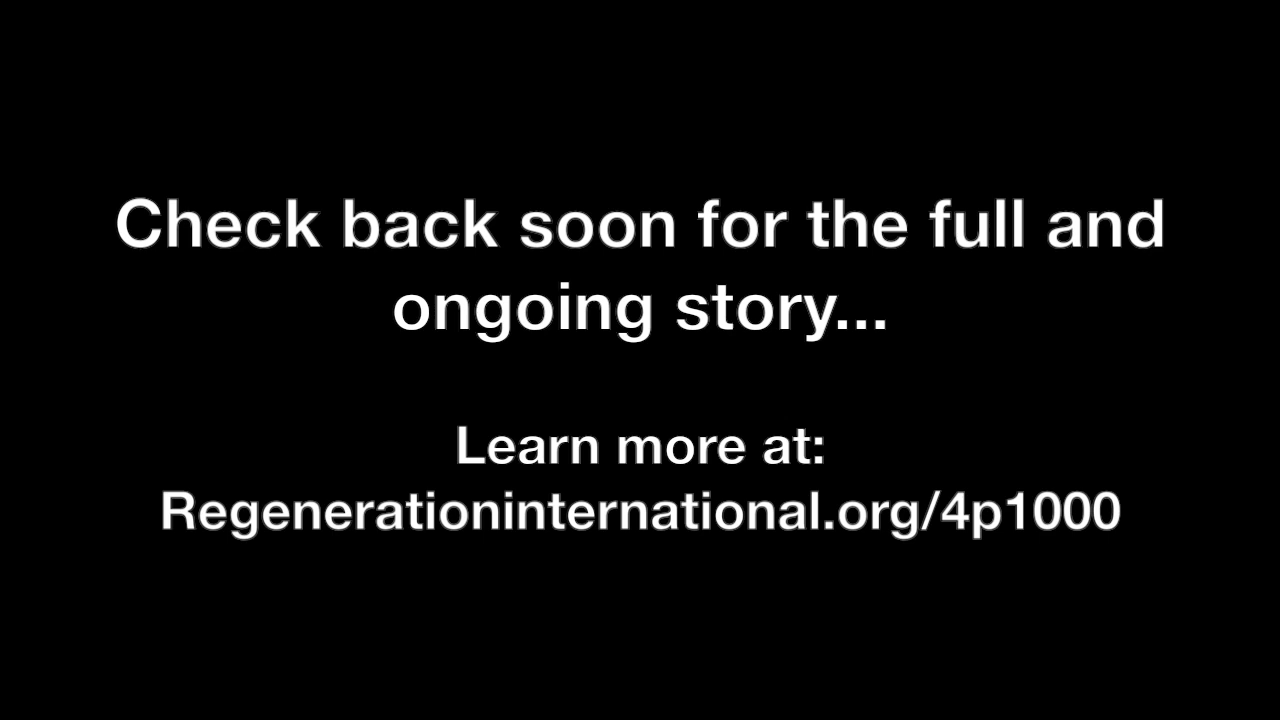 Check back soon for the full and
ongoing story...
Learn more at:
Regenerationinternational.org/4p1000